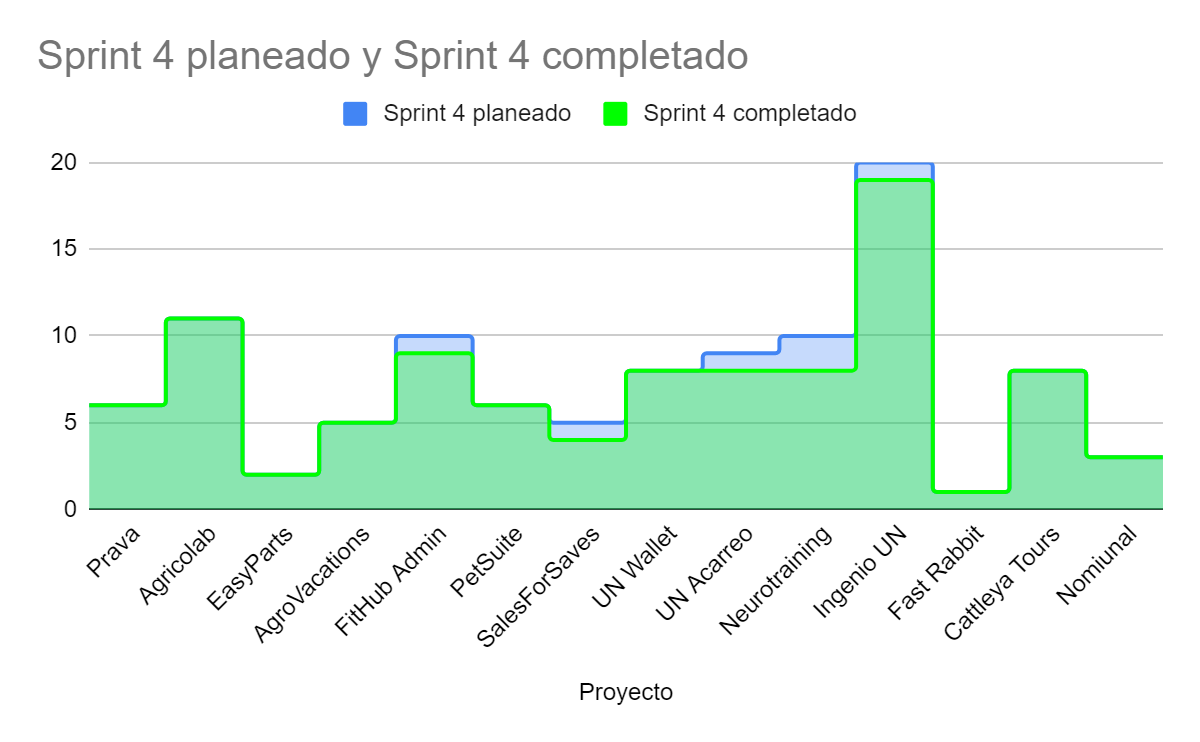 Sprint 4 planeado y Sprint 4 completado
Sprint 4 planeado
Sprint 4 completado
20
15
10
5
0
Prava
Agricolab
EasyParts
AgroVacations
FitHub Admin
PetSuite
SalesForSaves
UN Wallet
UN Acarreo
Neurotraining
Ingenio UN
Fast Rabbit
Cattleya Tours
Nomiunal
Proyecto